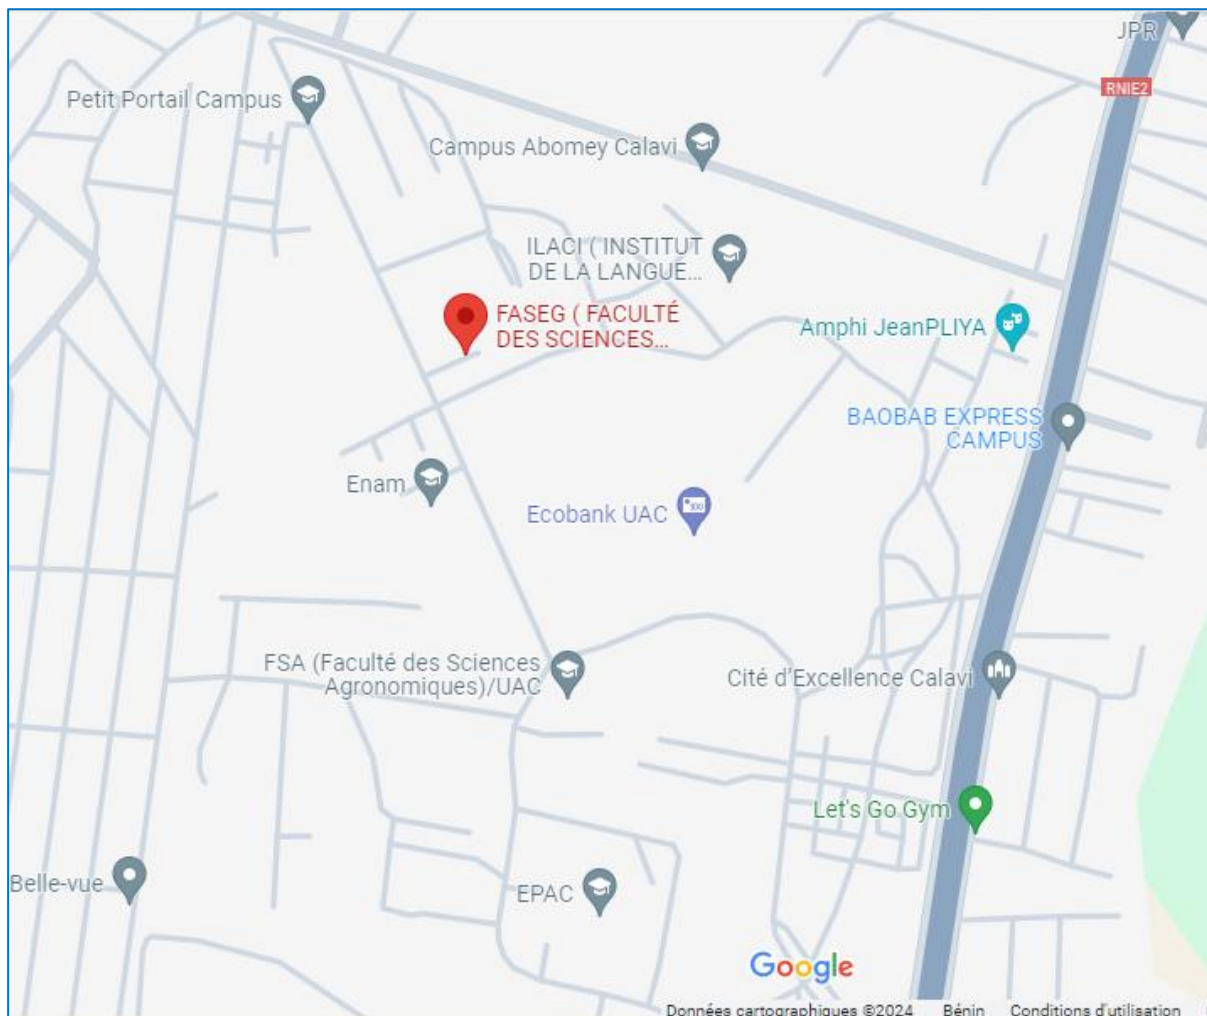 JPR
RNIE2
Petit Portail Campus
Campus Abomey Calavi
ILACI ( INSTITUT
DE LA LANGUE...
FASEG ( FACULTÉ
DES SCIENCES...
Amphi JeanPLIYA
BAOBAB EXPRESS
CAMPUS
Enam
Ecobank UAC
FSA (Faculté des Sciences
Agronomiques)/UAC
Cité d'Excellence Calavi
Let's Go Gym
Belle-vue
EPAC
Google
Données cartographiques ©2024 Bénin Conditions d'utilisation